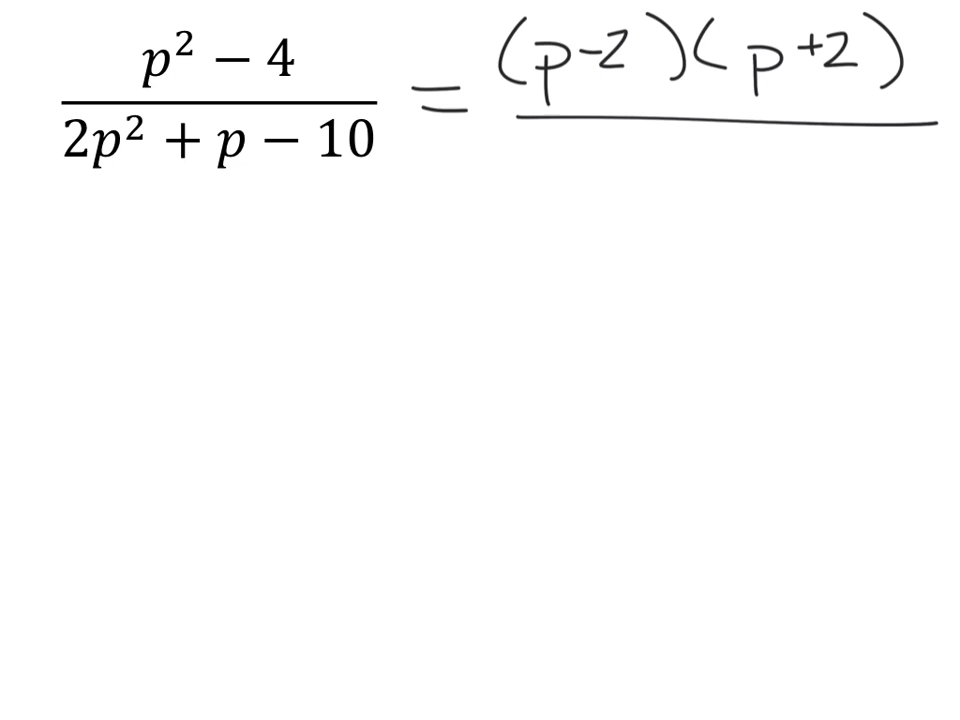 p² − 4 = (p-2)(p+2)
2p² + p − 10